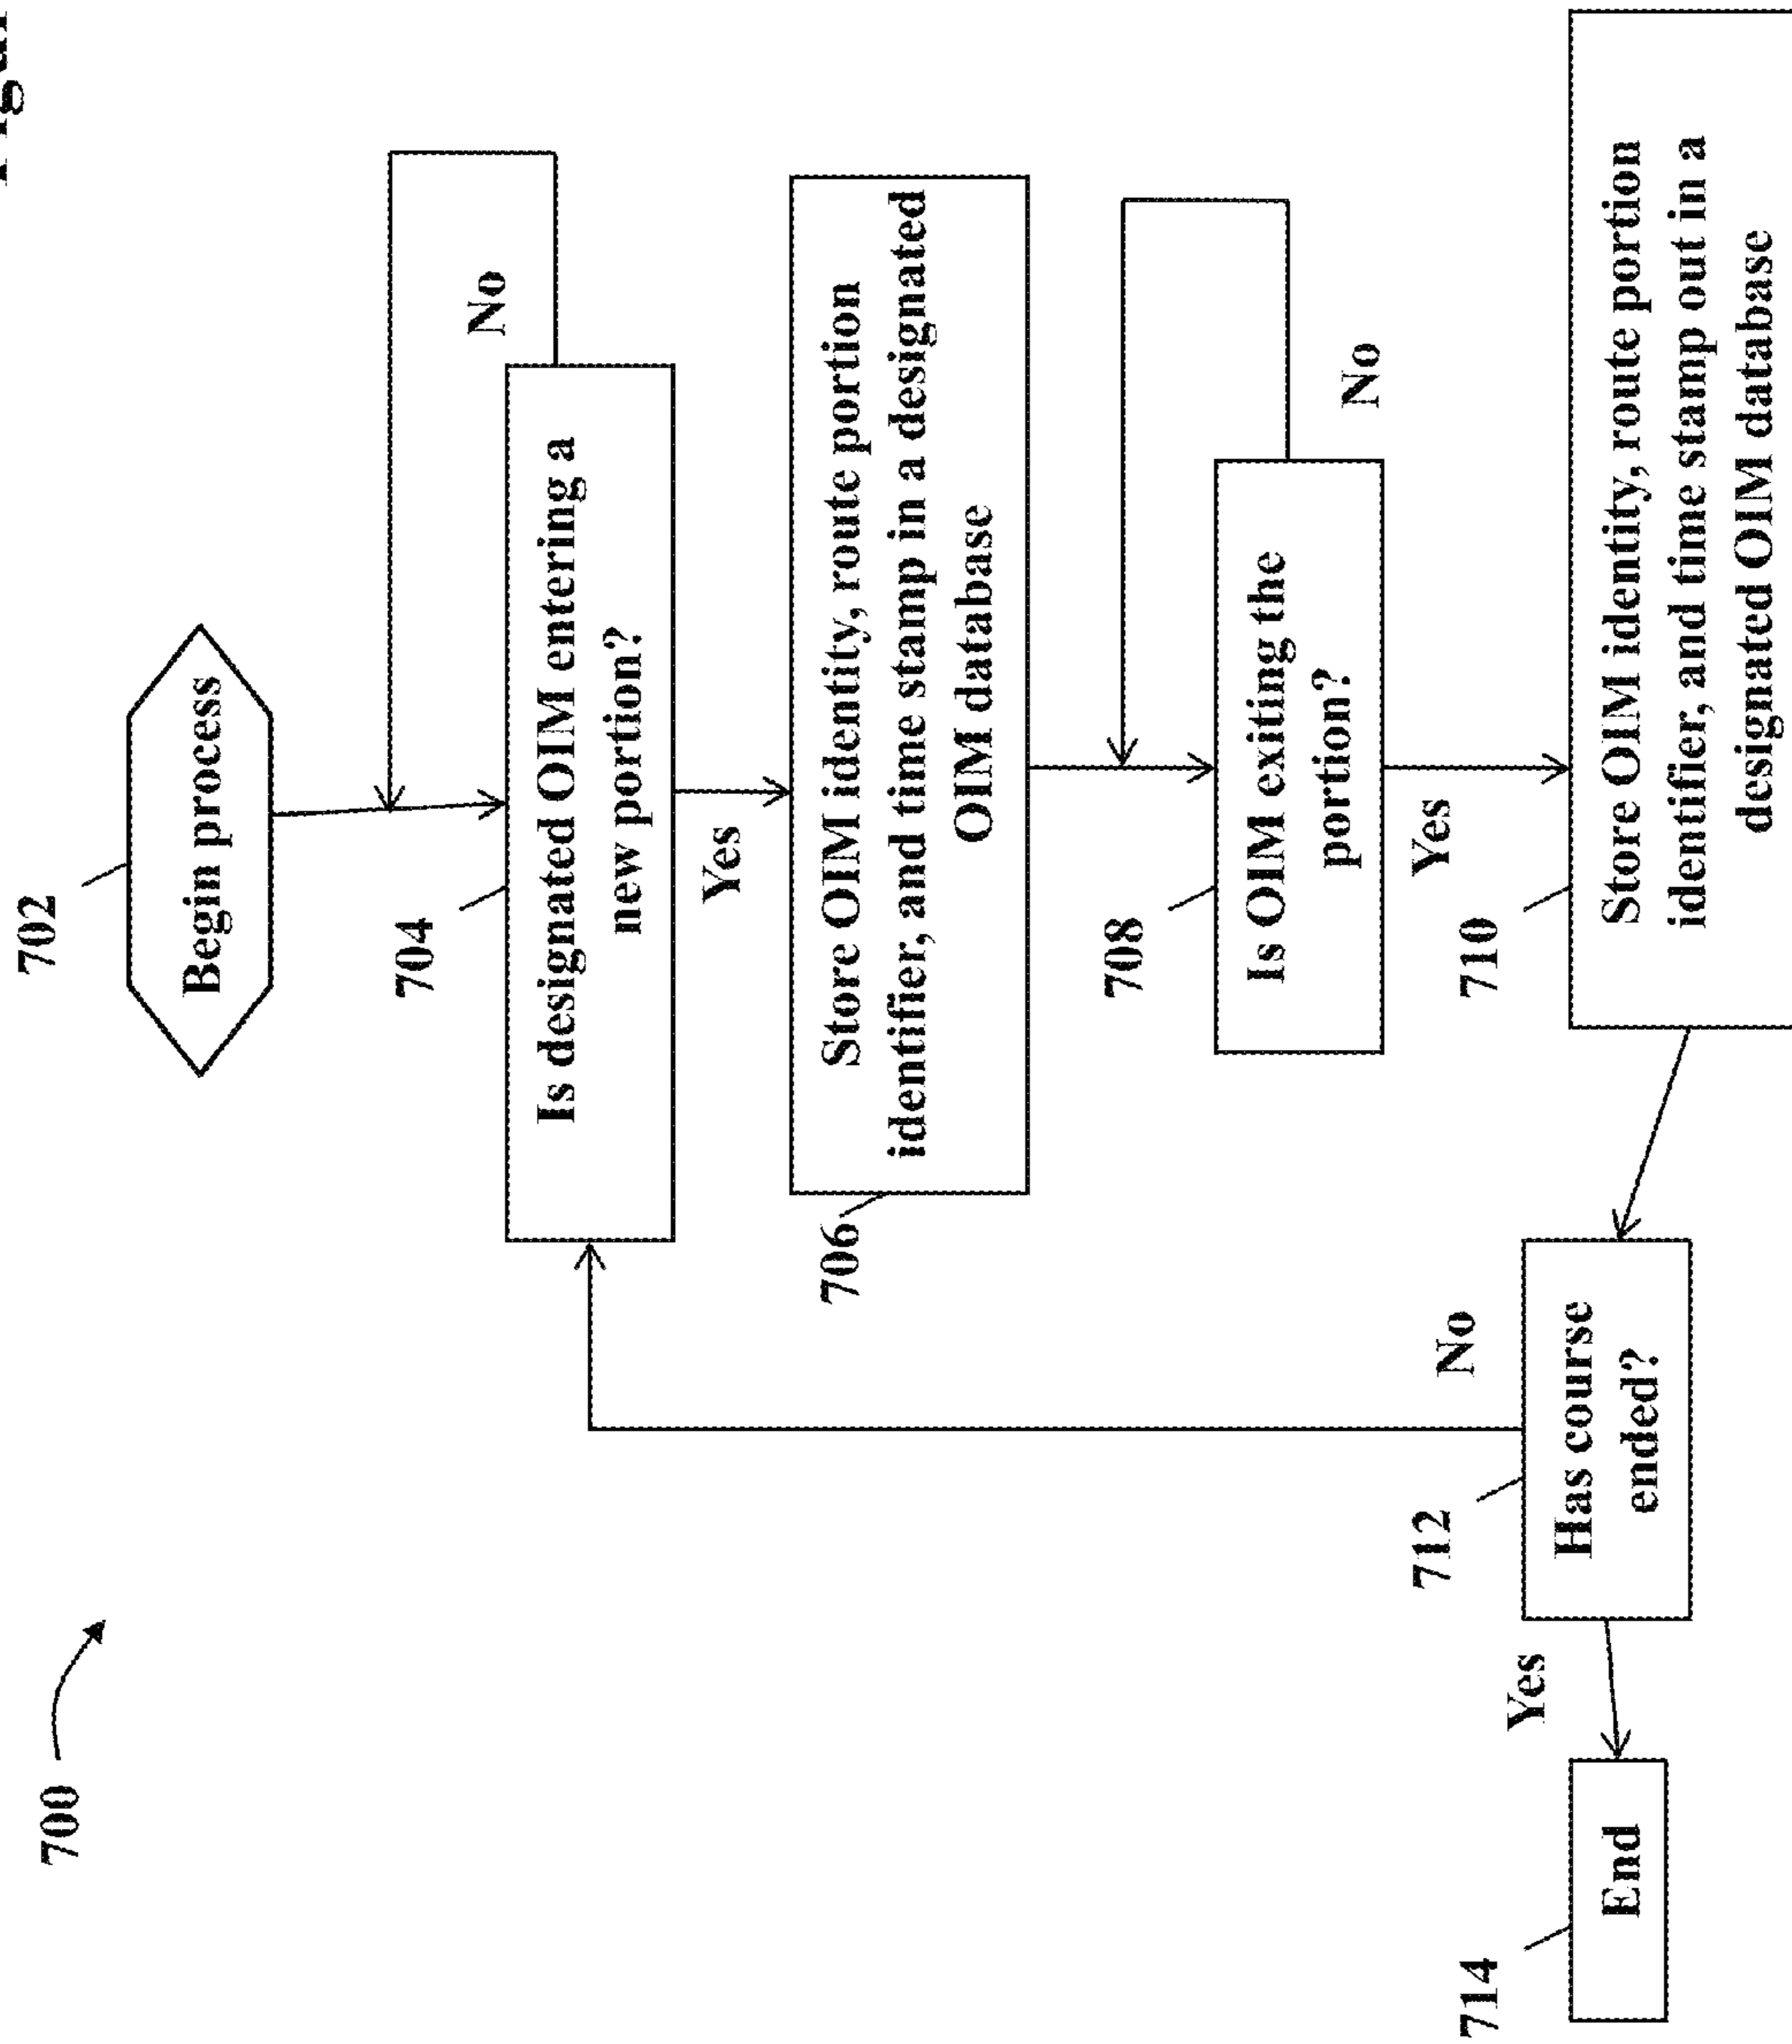 700
702
Begin process
704
Is designated OIM entering a
new portion?
No
Yes
706
Store OIM identity, route portion
identifier, and time stamp in a designated
OIM database
708
Is OIM exiting the
portion?
No
Yes
710
Store OIM identity, route portion
identifier, and time stamp out in a
designated OIM database
712
Has course
ended?
No
Yes
714
End